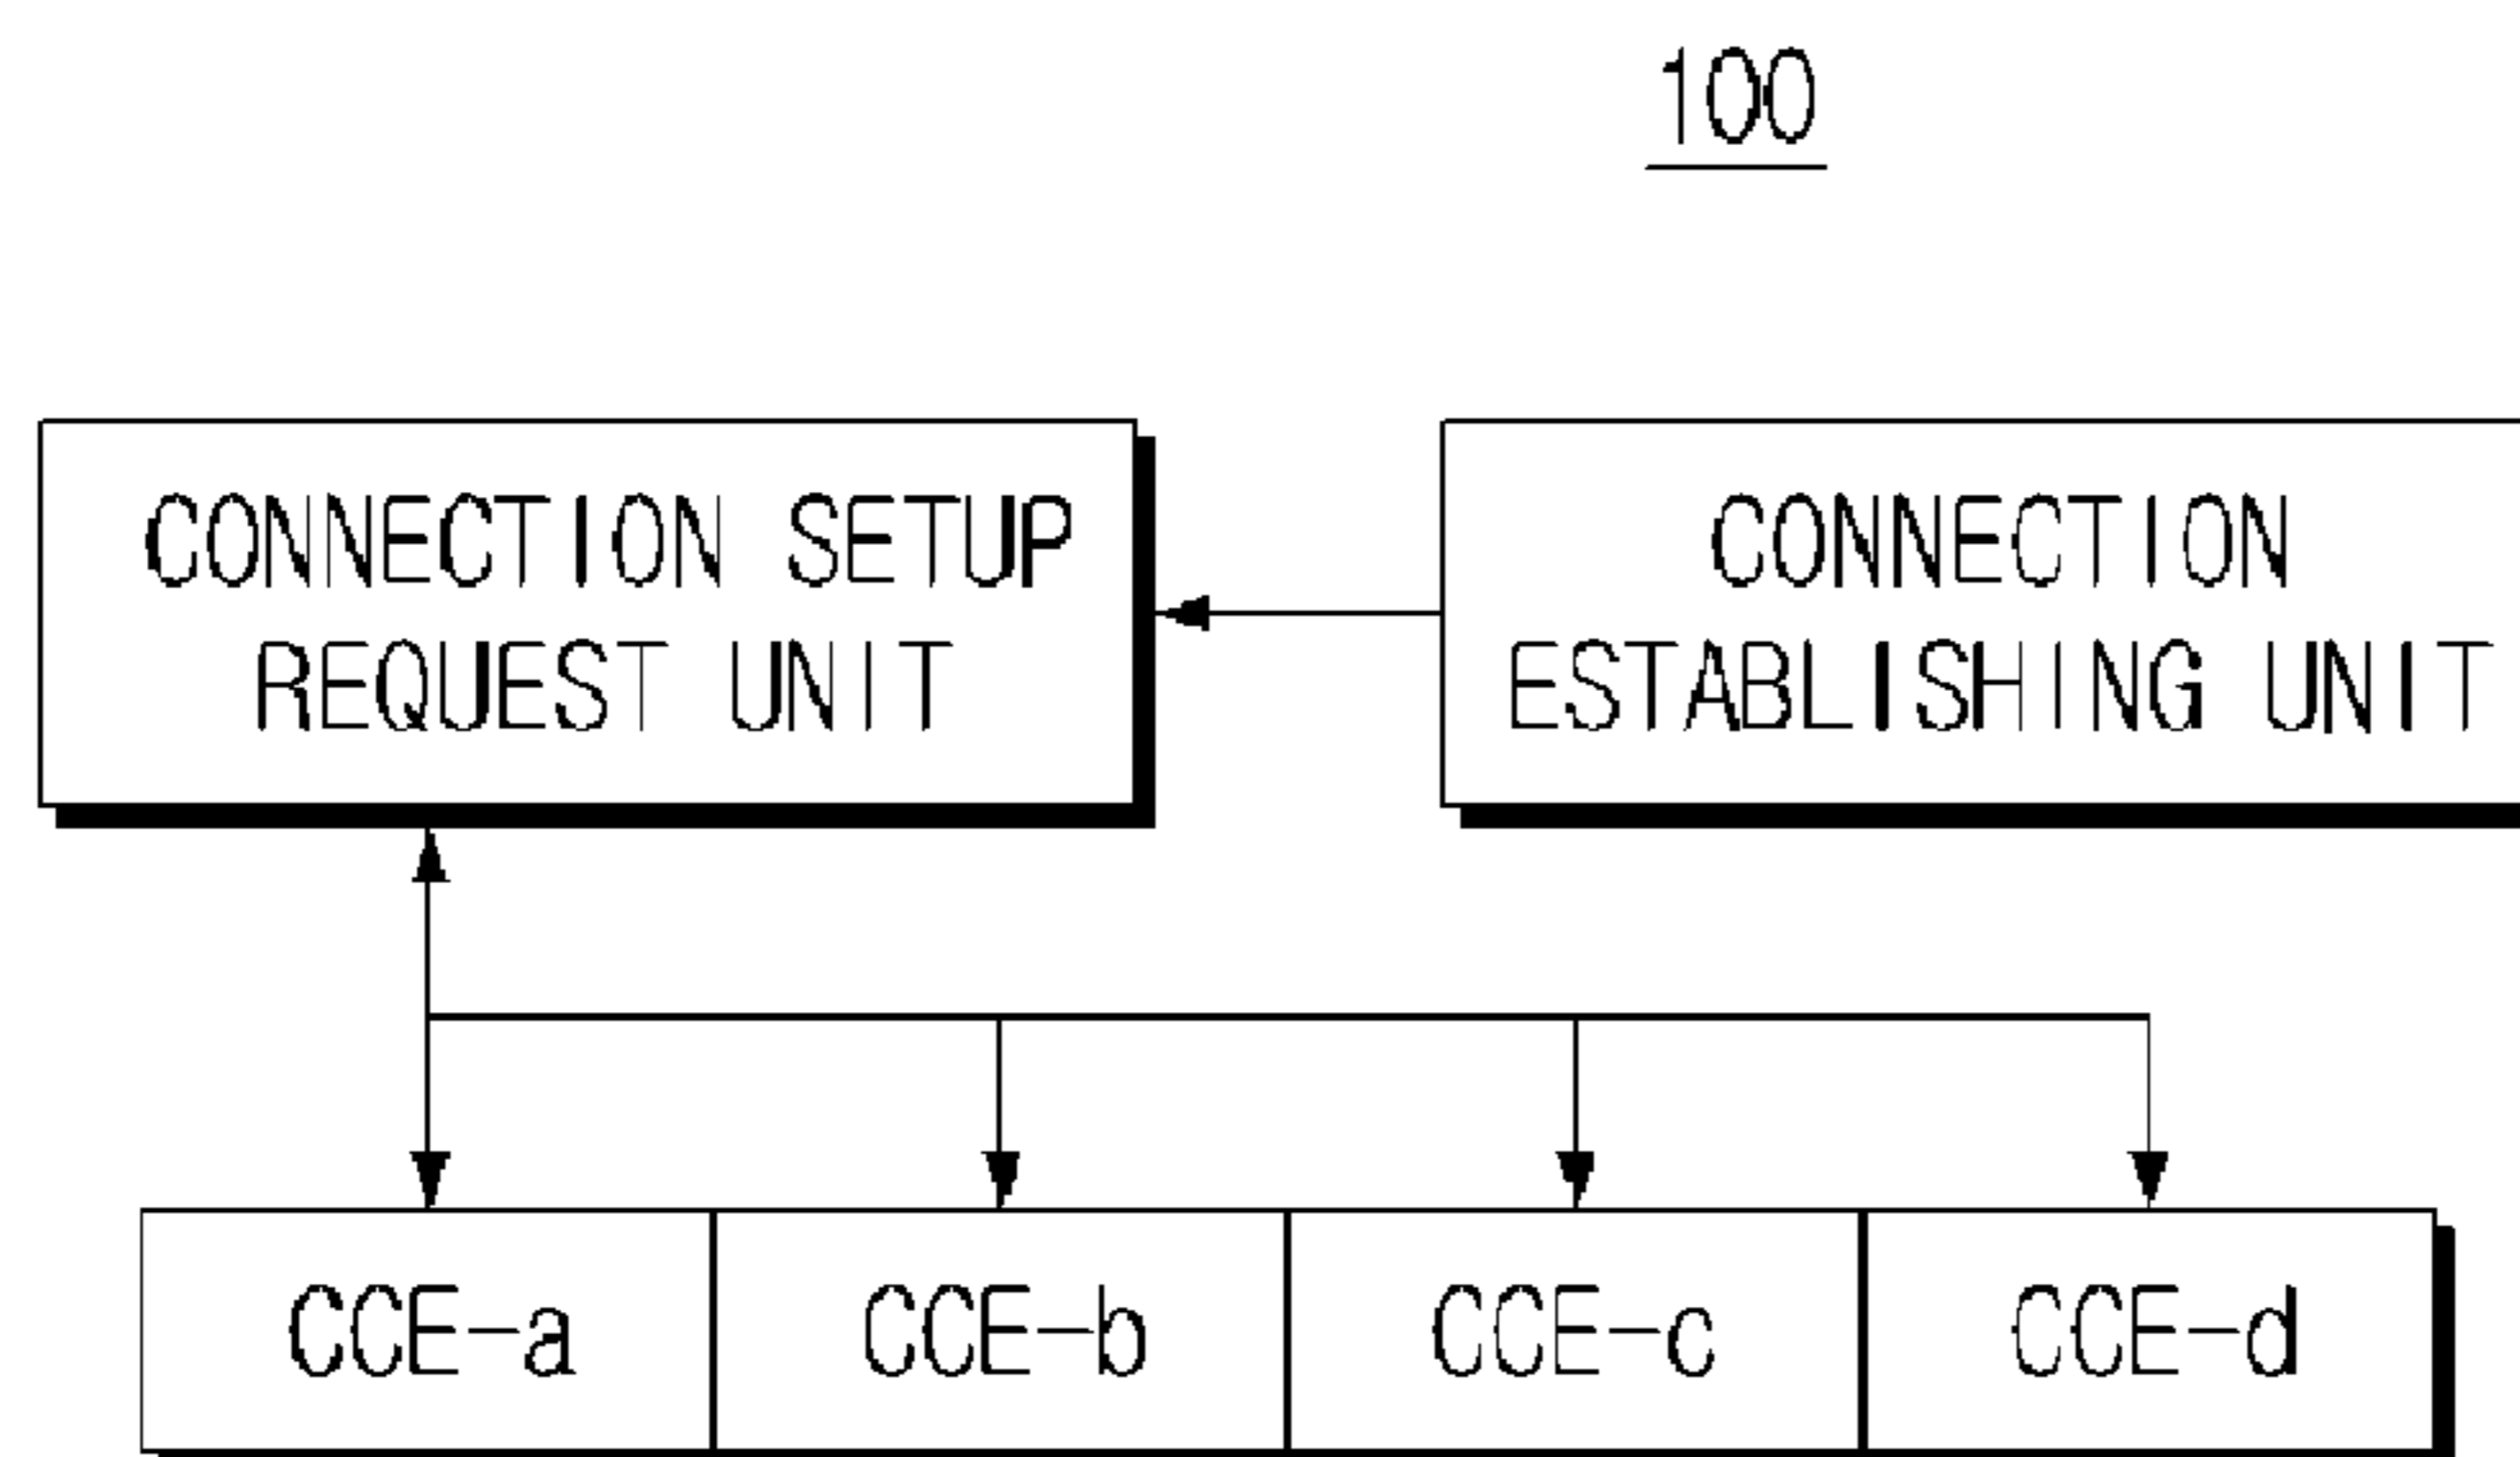 100
CONNECTION SETUP
REQUEST UNIT
CONNECTION
ESTABLISHING UNIT
CCE-a
CCE-b
CCE-c
CCE-d